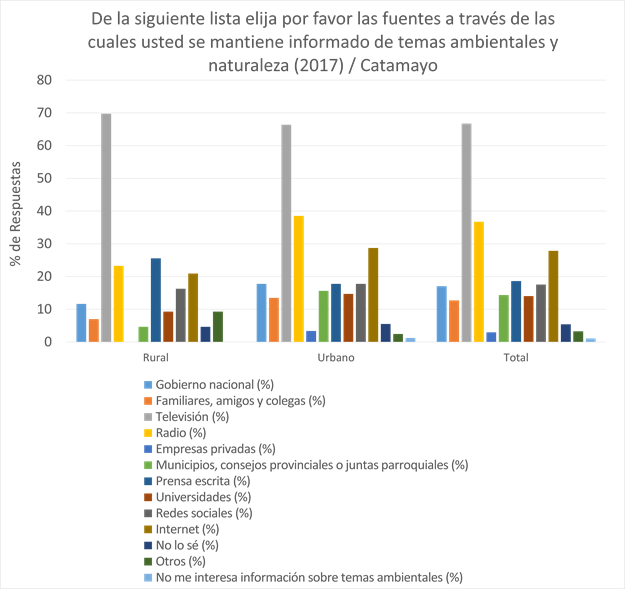 De la siguiente lista elija por favor las fuentes a través de las
cuales usted se mantiene informado de temas ambientales y
naturaleza (2017) / Catamayo
80
70
60
50
40
30
20
10
0
% de Respuestas
Rural
Urbano
Total
Gobierno nacional (%)
Familiares, amigos y colegas (%)
Televisión (%)
Radio (%)
Empresas privadas (%)
Municipios, consejos provinciales o juntas parroquiales (%)
Prensa escrita (%)
Universidades (%)
Redes sociales (%)
Internet (%)
No lo sé (%)
Otros (%)
No me interesa información sobre temas ambientales (%)